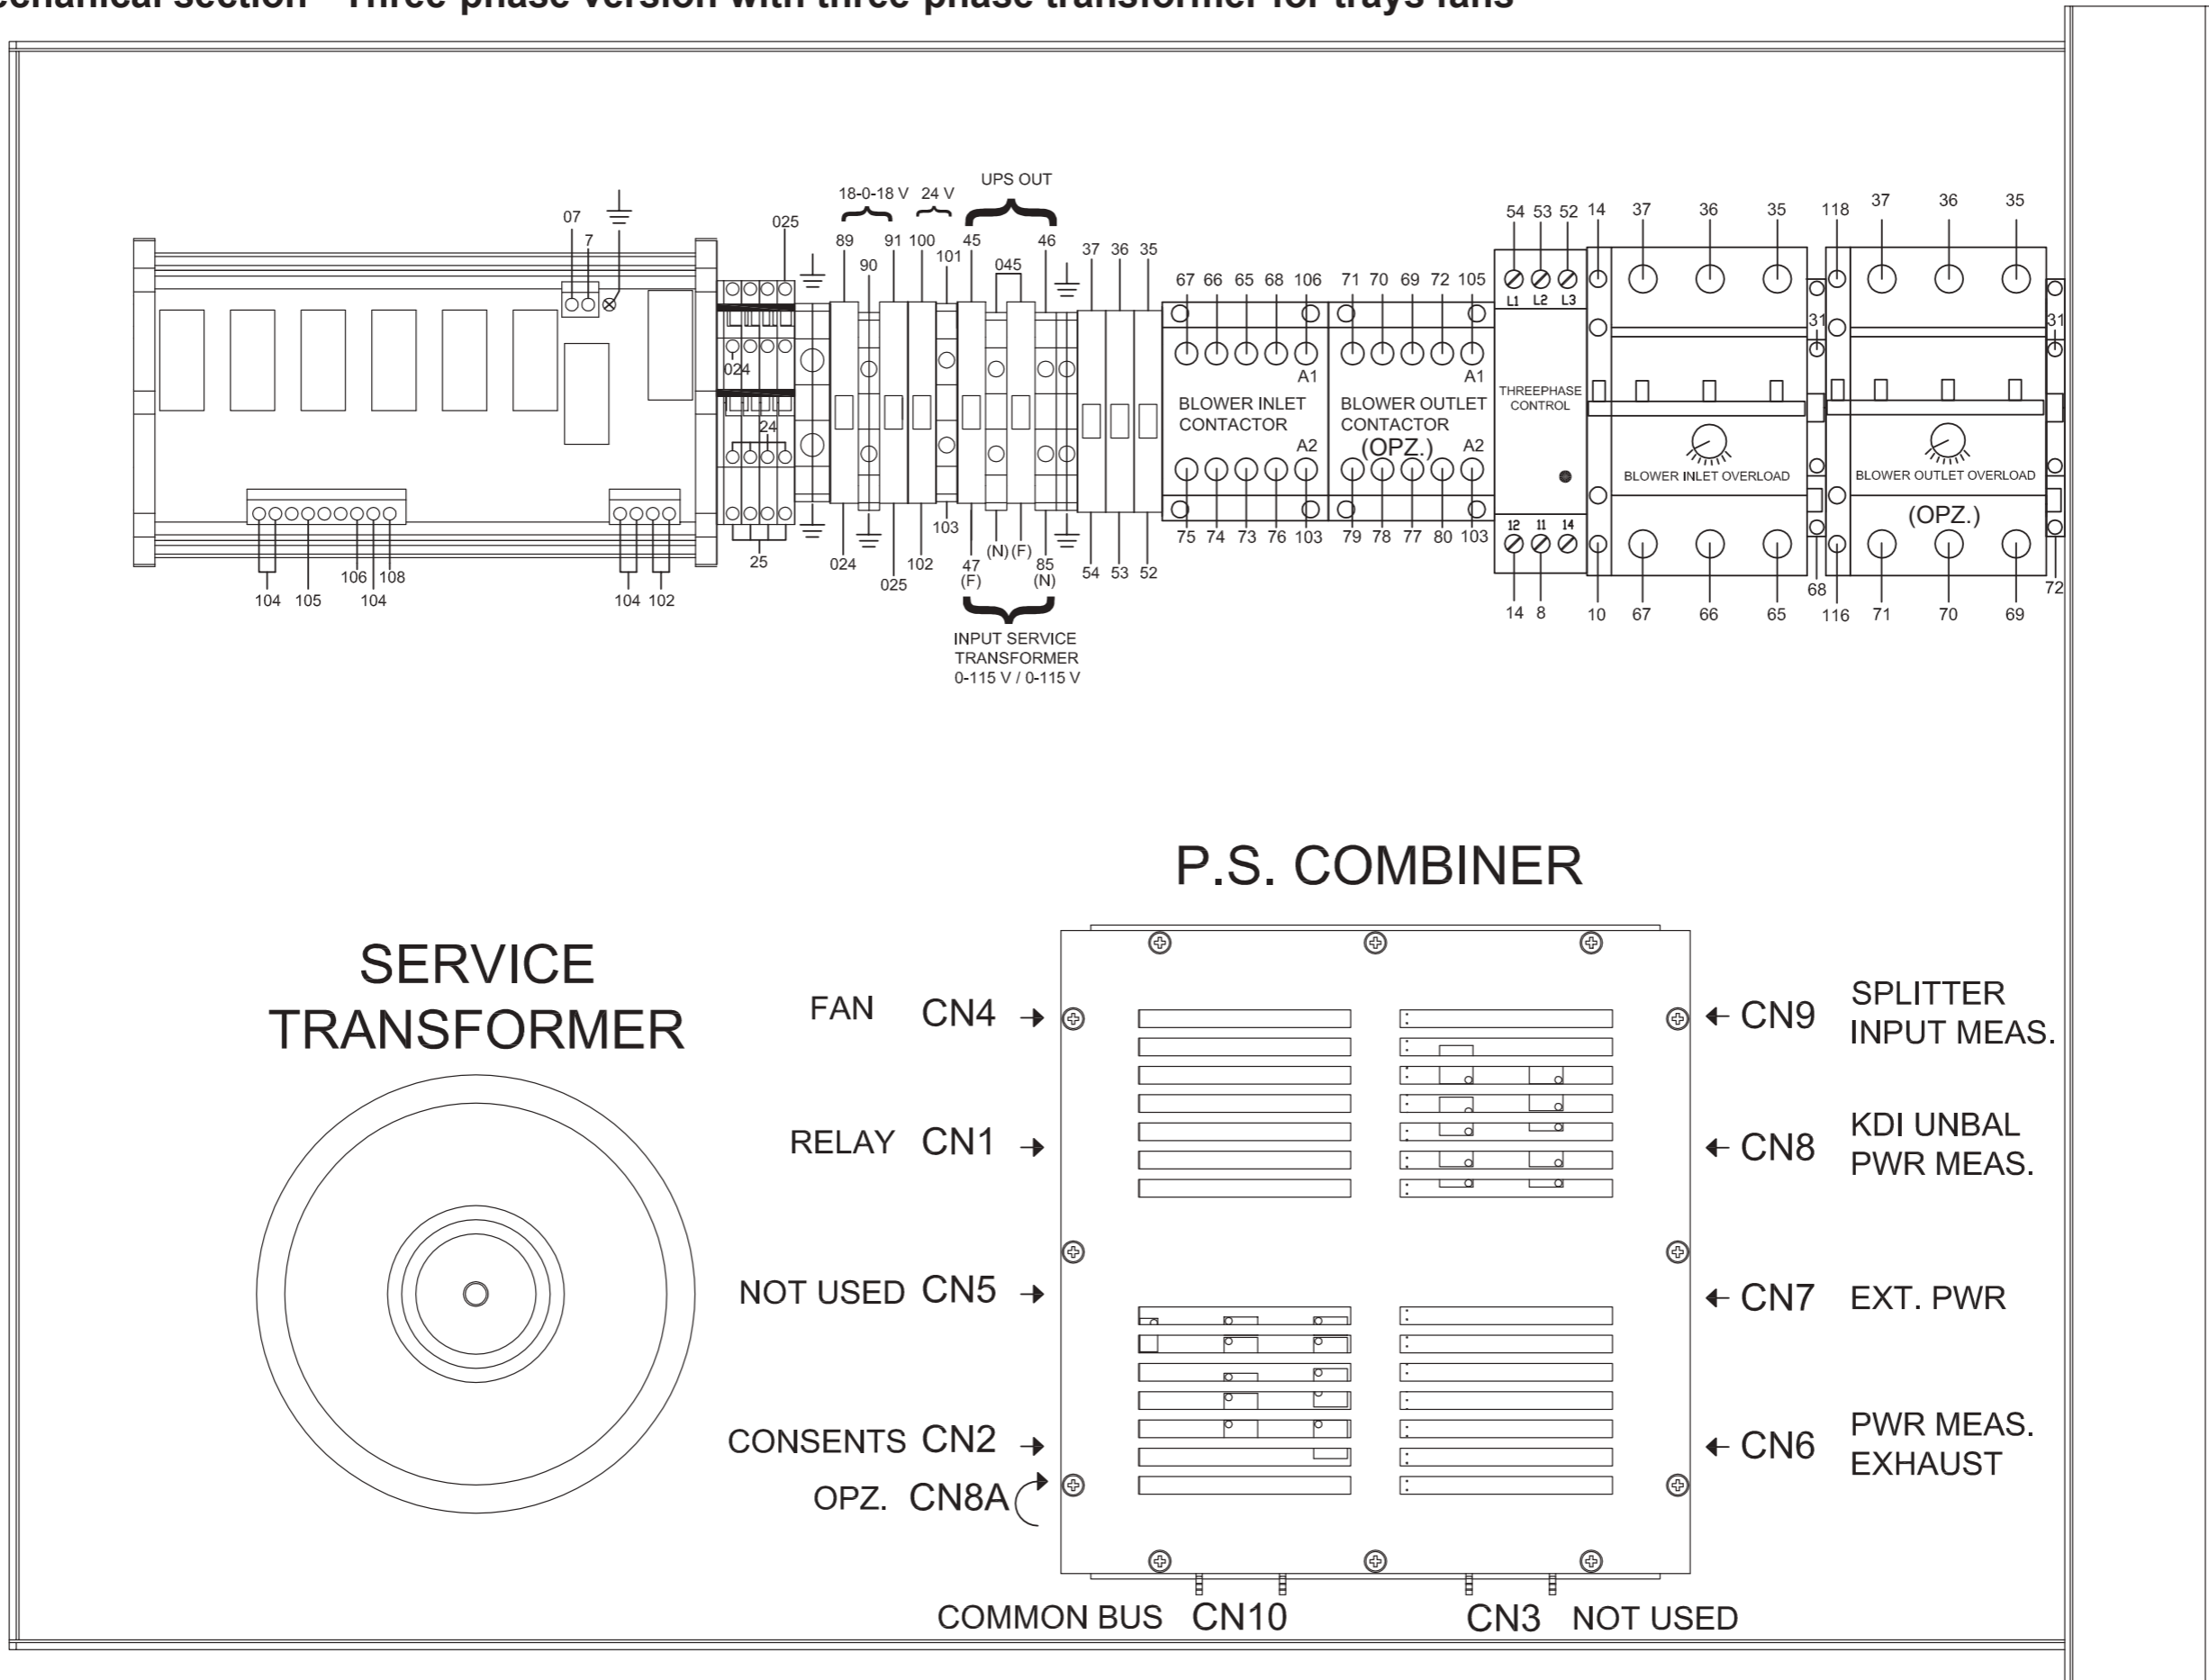 echanical section - Three phase version with three phase transformer for trays fans
UPS OUT
18-0-18 V 24 V
07 7 025
89 90 91 100 101 45 045 46 37 36 35
67 66 65 68 106 71 70 69 72 105
54 53 52 14 37 36 35 118 37 36 35
L1 L2 L3
31 31
024
24
A1 A1
BLOWER INLET
CONTACTOR
A2
BLOWER OUTLET
CONTACTOR
(OPZ.) A2
THREEPHASE
CONTROL
BLOWER INLET OVERLOAD
BLOWER OUTLET OVERLOAD
(OPZ.)
12 11 14
104 105 106 104 108 104 102
25
024 025 102 103 47 (N) (F) 85
(F) (N)
54 53 52
75 74 73 76 103 79 78 77 80 103
14 8 10 67 66 65 68 116 71 70 69 72
INPUT SERVICE
TRANSFORMER
0-115 V / 0-115 V
P.S. COMBINER
SERVICE
TRANSFORMER
FAN CN4
RELAY CN1
NOT USED CN5
CONSENTS CN2
OPZ. CN8A
CN9 SPLITTER
INPUT MEAS.
CN8 KDI UNBAL
PWR MEAS.
CN7 EXT. PWR
CN6 PWR MEAS.
EXHAUST
COMMON BUS CN10
CN3 NOT USED